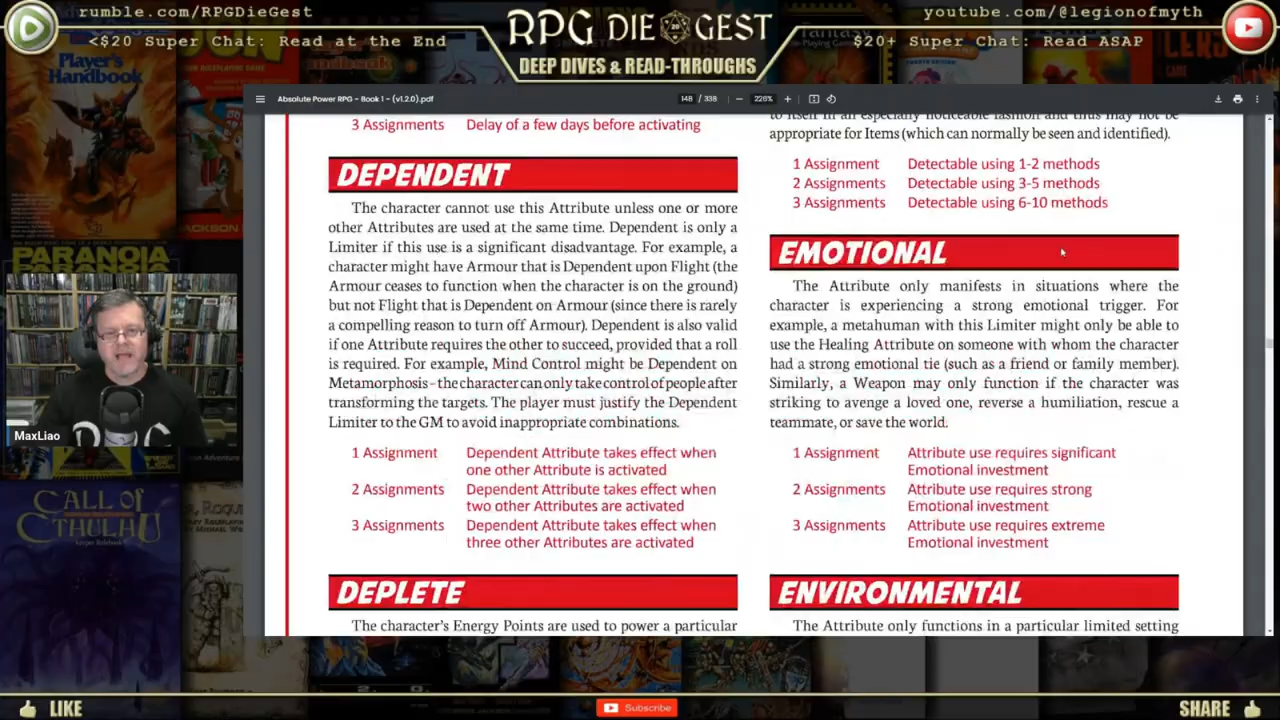 rumble.com/RPGDieGest
<$20 Super Chat: Read at the End
RPG DIE GEST
DEEP DIVES & READ-THROUGHS
youtube.com/@legionofmyth
$20+ Super Chat: Read ASAP
Player's
Handbook
PARANOIA
CALL OF
CTHULHU
MaxLiao
Absolute Power RPG - Book 1 - (v1.2.0).pdf
148 / 338
226%
3 Assignments Delay of a few days before activating
DEPENDENT
The character cannot use this Attribute unless one or more
other Attributes are used at the same time. Dependent is only a
Limiter if this use is a significant disadvantage. For example, a
character might have Armour that is Dependent upon Flight (the
Armour ceases to function when the character is on the ground)
but not Flight that is Dependent on Armour (since there is rarely
a compelling reason to turn off Armour). Dependent is also valid
if one Attribute requires the other to succeed, provided that a roll
is required. For example, Mind Control might be Dependent on
Metamorphosis – the character can only take control of people after
transforming the targets. The player must justify the Dependent
Limiter to the GM to avoid inappropriate combinations.
1 Assignment Dependent Attribute takes effect when
one other Attribute is activated
2 Assignments Dependent Attribute takes effect when
two other Attributes are activated
3 Assignments Dependent Attribute takes effect when
three other Attributes are activated
DEPLETE
The character's Energy Points are used to power a particular
to itself in an especially noticeable fashion and thus may not be
appropriate for Items (which can normally be seen and identified).
1 Assignment Detectable using 1-2 methods
2 Assignments Detectable using 3-5 methods
3 Assignments Detectable using 6-10 methods
EMOTIONAL
The Attribute only manifests in situations where the
character is experiencing a strong emotional trigger. For
example, a metahuman with this Limiter might only be able to
use the Healing Attribute on someone with whom the character
had a strong emotional tie (such as a friend or family member).
Similarly, a Weapon may only function if the character was
striking to avenge a loved one, reverse a humiliation, rescue a
teammate, or save the world.
1 Assignment Attribute use requires significant
Emotional investment
2 Assignments Attribute use requires strong
Emotional investment
3 Assignments Attribute use requires extreme
Emotional investment
ENVIRONMENTAL
The Attribute only functions in a particular limited setting
LIKE
Subscribe
SHARE